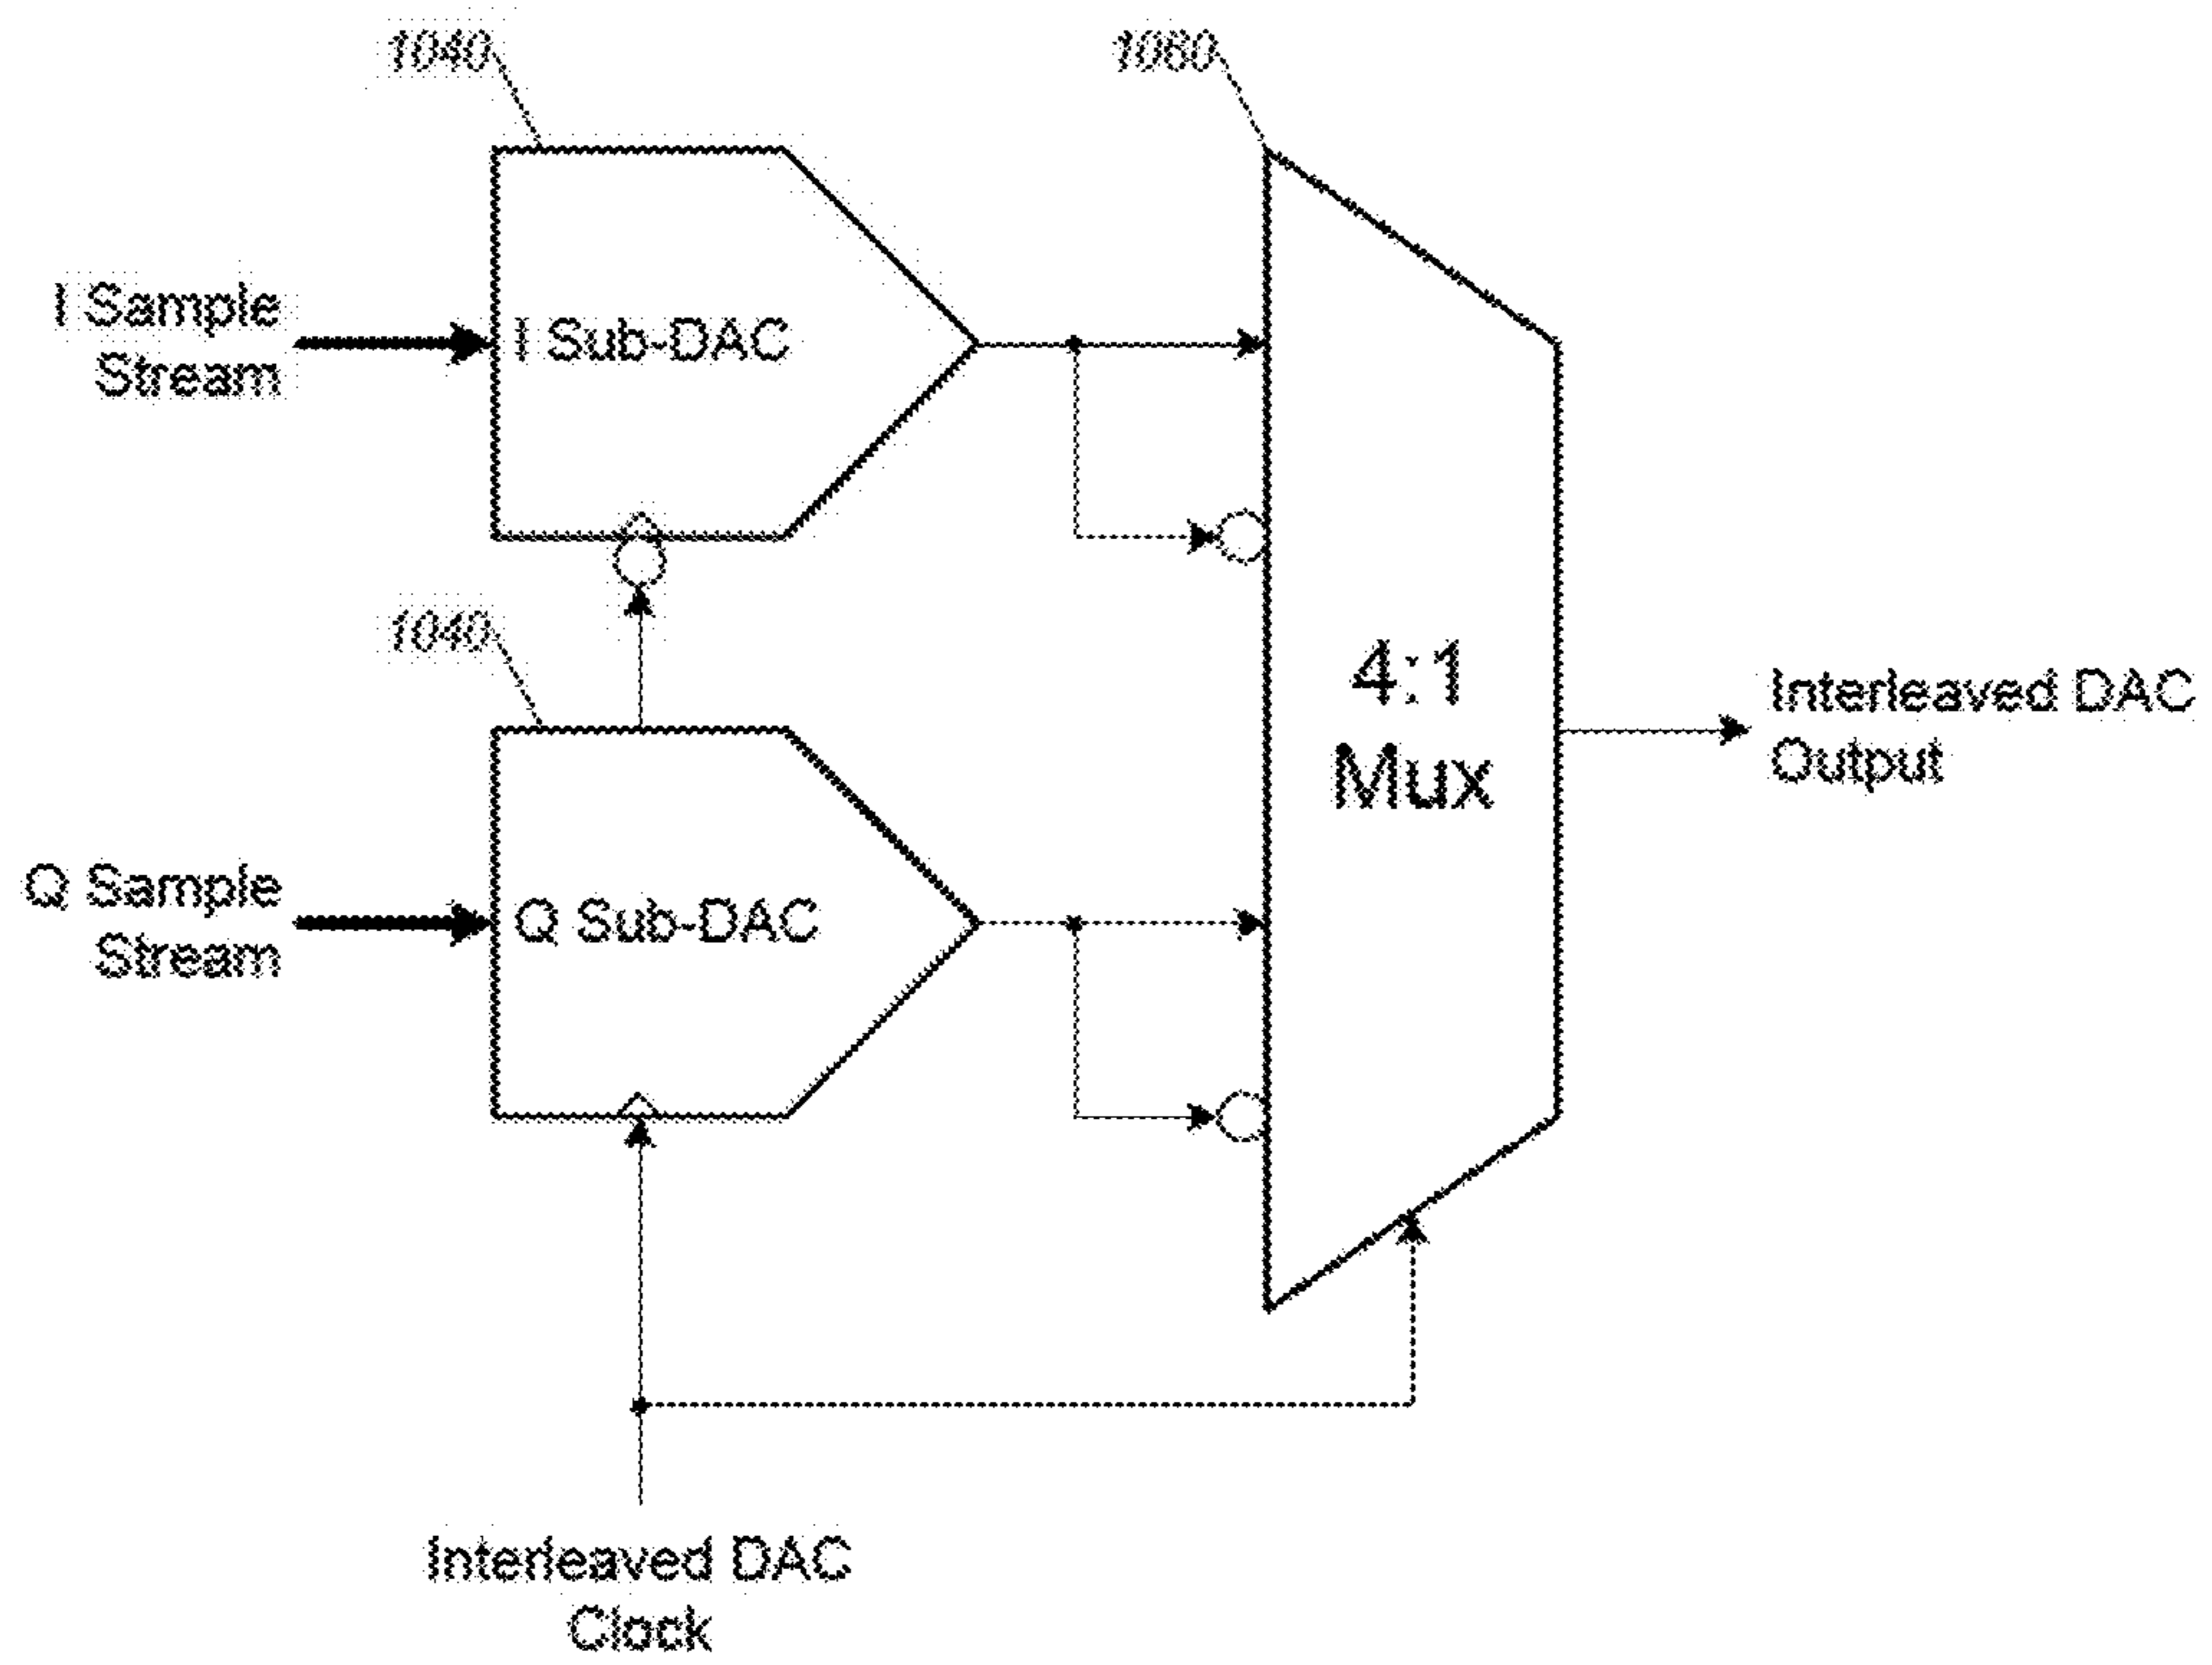 1040
1060
I Sample
Stream
I Sub-DAC
1040
4:1
Mux
Interleaved DAC
Output
Q Sample
Stream
Q Sub-DAC
Interleaved DAC
Clock